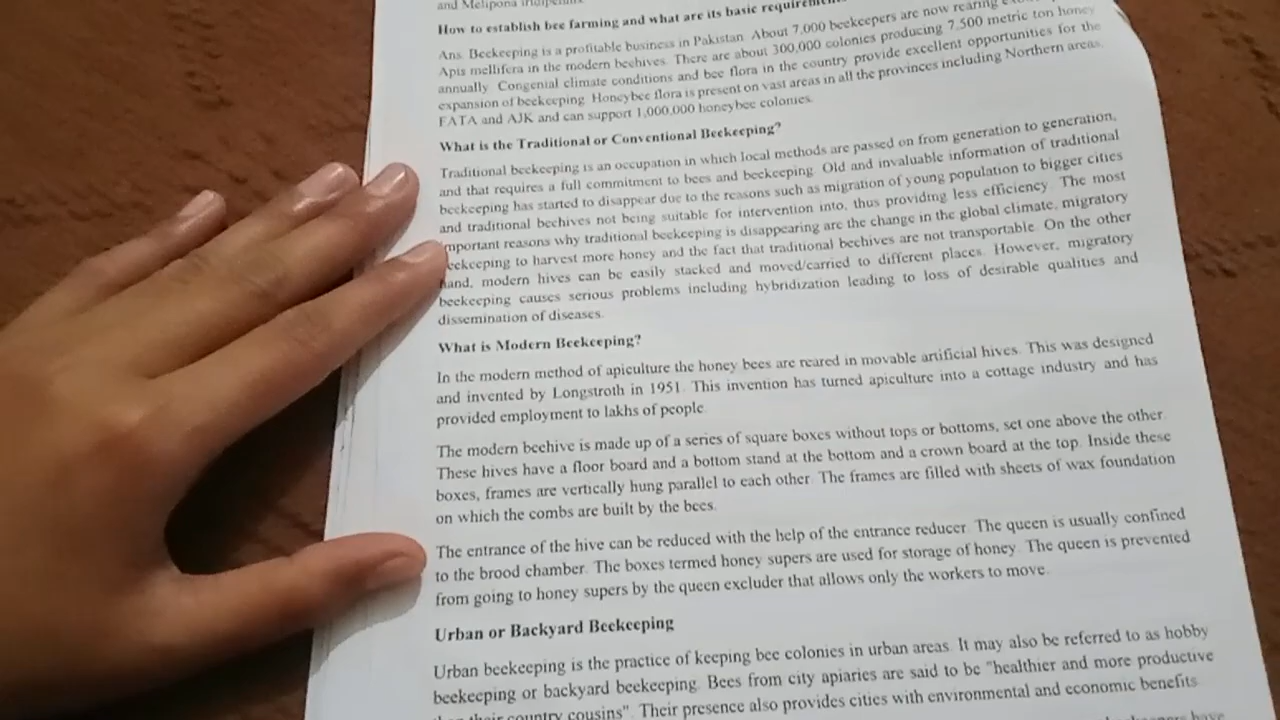 and Melipona
How to establish bee farming and what are its basic
Ans. Beekeeping is a profitable business in Pakistan. About 7,000 beekeepers are now rearing
Apis mellifera in the modern beehives. There are about 300,000 colonies producing 7,500 metric ton honey
annually. Congenial climate conditions and bee flora in the country provide excellent opportunities for the
expansion of beekeeping. Honeybee flora is present on vast areas in all the provinces including Northern areas,
FATA and AJK and can support 1,000,000 honeybee colonies.
What is the Traditional or Conventional Beekeeping?
Traditional beekeeping is an occupation in which local methods are passed on from generation to generation,
and that requires a full commitment to bees and beekeeping. Old and invaluable information of traditional
beekeeping has started to disappear due to the reasons such as migration of young population to bigger cities
and traditional beehives not being suitable for intervention into, thus providing less efficiency. The most
important reasons why traditional beekeeping is disappearing are the change in the global climate, migratory
beekeeping to harvest more honey and the fact that traditional beehives are not transportable. On the other
hand, modern hives can be easily stacked and moved/carried to different places. However, migratory
beekeeping causes serious problems including hybridization leading to loss of desirable qualities and
dissemination of diseases.
What is Modern Beekeeping?
In the modern method of apiculture the honey bees are reared in movable artificial hives. This was designed
and invented by Longstroth in 1951. This invention has turned apiculture into a cottage industry and has
provided employment to lakhs of people.
The modern beehive is made up of a series of square boxes without tops or bottoms, set one above the other.
These hives have a floor board and a bottom stand at the bottom and a crown board at the top. Inside these
boxes, frames are vertically hung parallel to each other. The frames are filled with sheets of wax foundation
on which the combs are built by the bees.
The entrance of the hive can be reduced with the help of the entrance reducer. The queen is usually confined
to the brood chamber. The boxes termed honey supers are used for storage of honey. The queen is prevented
from going to honey supers by the queen excluder that allows only the workers to move.
Urban or Backyard Beekeeping
Urban beekeeping is the practice of keeping bee colonies in urban areas. It may also be referred to as hobby
beekeeping or backyard beekeeping. Bees from city apiaries are said to be "healthier and more productive
than their country cousins". Their presence also provides cities with environmental and economic benefits.
have